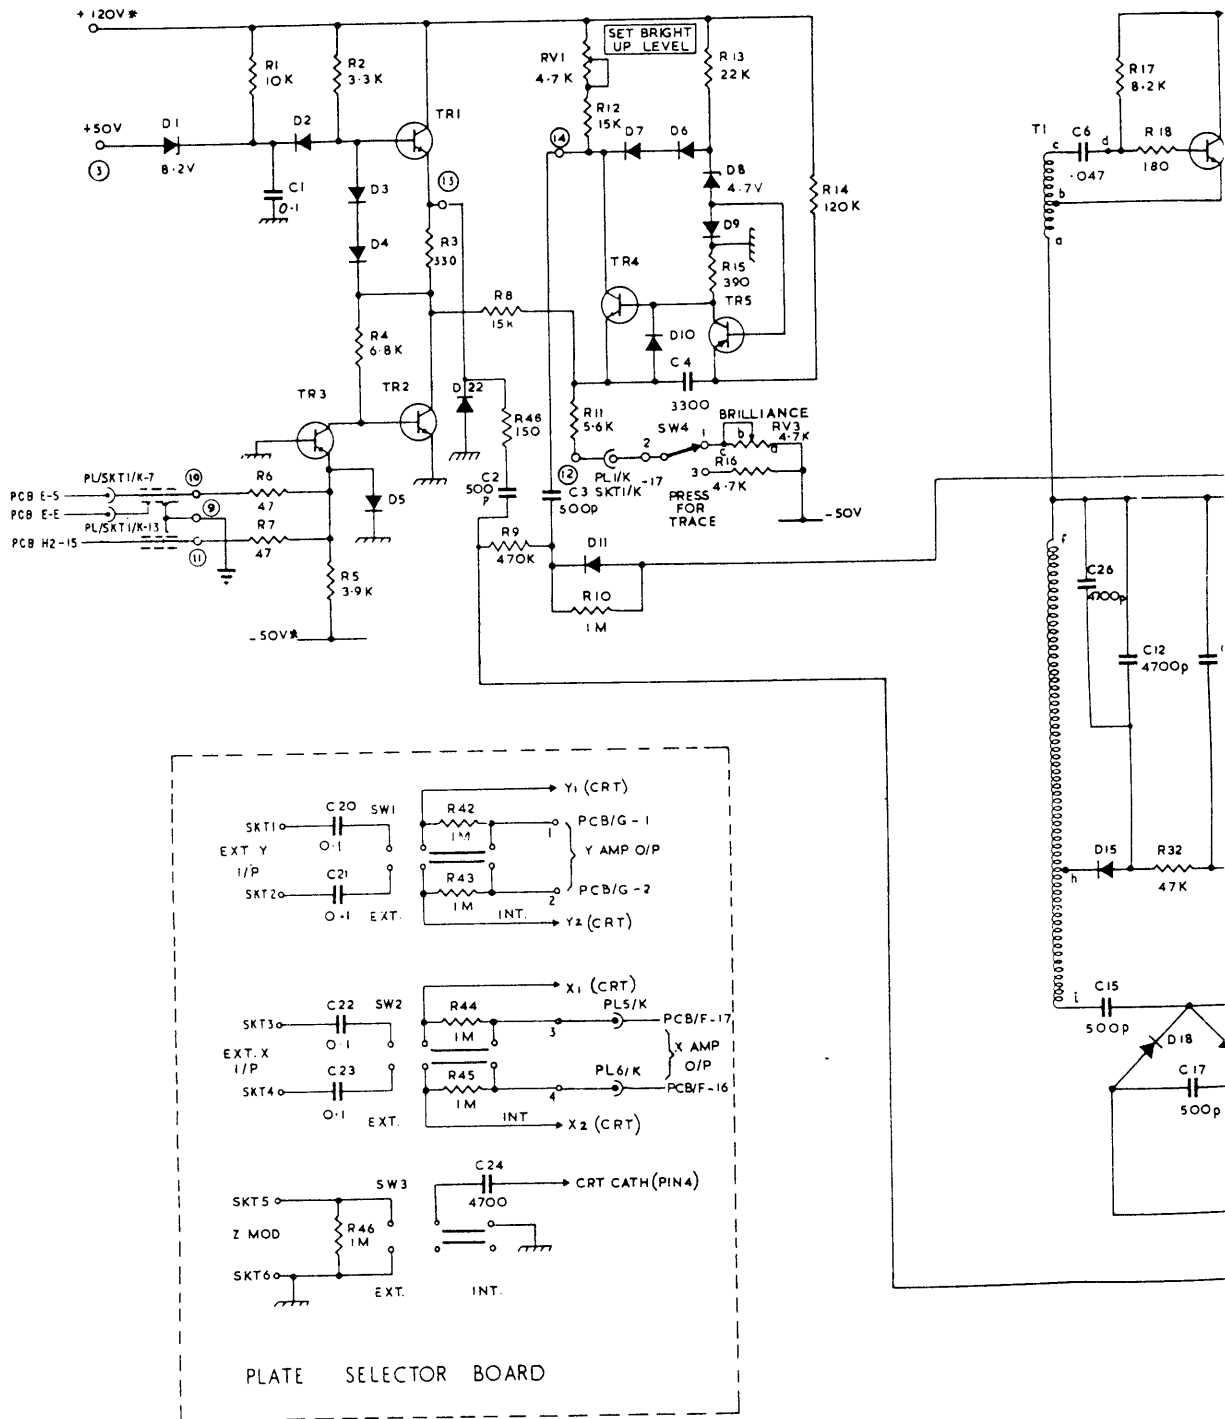 + 120V*
SET BRIGHT
UP LEVEL
R1
10K
R2
3.3K
RV1
4.7K
R13
22K
R17
8.2K
R12
15K
TR1
+50V
D1
8.2V
D2
3
14
D7
D6
T1
c
C6
.047
d
R18
180
C1
0.1
D3
13
D8
4.7V
R14
120K
b
a
D4
R3
330
D9
TR4
R15
390
TR5
R8
15K
R4
6.8K
D10
C4
3300
TR3
TR2
D22
R46
150
R11
5.6K
SW4
BRILLIANCE
RV3
4.7K
1
b
c
a
2
3
R16
4.7K
12
PL1/K
SKT1/K-17
PRESS
FOR
TRACE
-50V
PL/SKT1/K-7
10
PCB E-5
PCB E-E
9
PL/SKT1/K-13
PCB H2-15
11
R6
47
R7
47
D5
C2
500
P
C3
500p
R9
470K
D11
R10
1M
R5
3.9K
-50V*
f
C26
4700p
C12
4700p
D15
h
R32
47K
i
C15
500p
D18
C17
500p
Y1 (CRT)
C20
0.1
SW1
R42
1M
SKT1
1
PCB/G-1
EXT Y
I/P
Y AMP O/P
C21
0.1
R43
1M
SKT2
2
PCB/G-2
EXT.
INT.
Y2 (CRT)
X1 (CRT)
C22
0.1
SW2
R44
1M
PL5/K
SKT3
3
PCB/F-17
EXT.X
I/P
X AMP
O/P
C23
0.1
R45
1M
PL6/K
SKT4
4
PCB/F-16
EXT.
INT
X2 (CRT)
C24
4700
SW3
CRT CATH (PIN4)
SKT5
Z MOD
R46
1M
SKT6
EXT.
INT.
PLATE SELECTOR BOARD